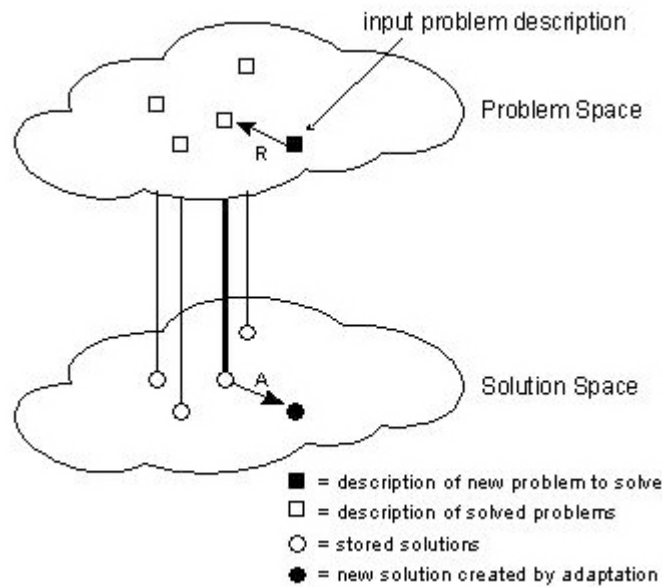 input problem description
Problem Space
R
A
Solution Space
= description of new problem to solve
= description of solved problems
= stored solutions
= new solution created by adaptation